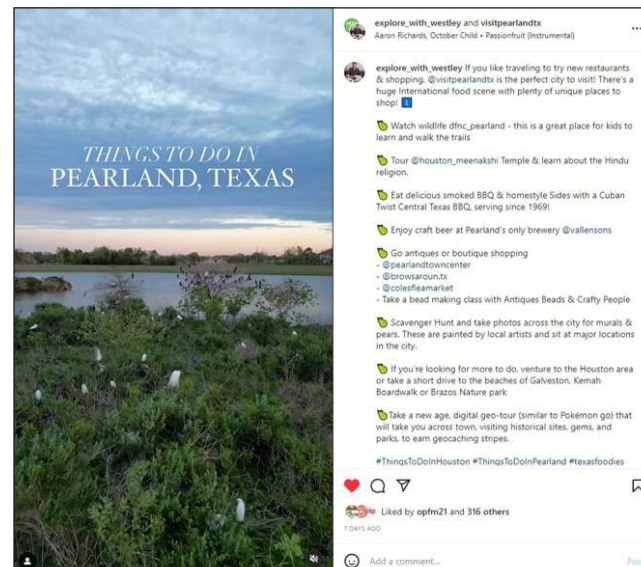 THINGS TO DO IN
PEARLAND, TEXAS
explore_with_westley and visitpearlandtx
Aaron Richards, October Child • Passionfruit (Instrumental)
explore_with_westley If you like traveling to try new restaurants
& shopping, @visitpearlandtx is the perfect city to visit! There's a
huge International food scene with plenty of unique places to
shop!
Watch wildlife dfnc_pearland - this is a great place for kids to
learn and walk the trails
Tour @houston_meenakshi Temple & learn about the Hindu
religion.
Eat delicious smoked BBQ & homestyle Sides with a Cuban
Twist Central Texas BBQ, serving since 1969!
Enjoy craft beer at Pearland's only brewery @vallensons
Go antiques or boutique shopping
- @pearlandtowncenter
- @browsaroun.tx
- @colesfleamarket
- Take a bead making class with Antiques Beads & Crafty People
Scavenger Hunt and take photos across the city for murals &
pears. These are painted by local artists and sit at major locations
in the city.
If you're looking for more to do, venture to the Houston area
or take a short drive to the beaches of Galveston, Kemah
Boardwalk or Brazos Nature park
Take a new age, digital geo-tour (similar to Pokémon go) that
will take you across town, visiting historical sites, gems, and
parks, to earn geocaching stripes.
#ThingsToDoInHouston #ThingsToDoInPearland #texasfoodies
Liked by opfm21 and 316 others
7 DAYS AGO
Add a comment...